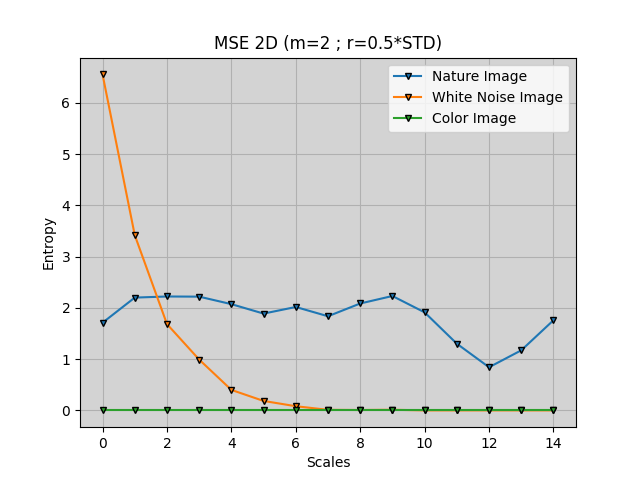 MSE 2D (m=2 ; r=0.5*STD)
Nature Image
White Noise Image
Color Image
Entropy
6
5
4
3
2
1
0
0 2 4 6 8 10 12 14
Scales